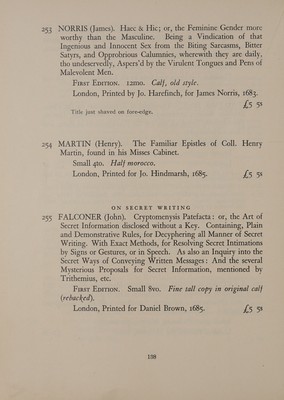 253 NORRIS (James). Haec & Hic; or, the Feminine Gender more
worthy than the Masculine. Being a Vindication of that
Ingenious and Innocent Sex from the Biting Sarcasms, Bitter
Satyrs, and Opprobrious Calumnies, wherewith they are daily,
tho undeservedly, Aspers'd by the Virulent Tongues and Pens of
Malevolent Men.
FIRST EDITION. 12mo. Calf, old style.
London, Printed by Jo. Harefinch, for James Norris, 1683.
£5 5s
Title just shaved on fore-edge.
254 MARTIN (Henry). The Familiar Epistles of Coll. Henry
Martin, found in his Misses Cabinet.
Small 4to. Half morocco.
London, Printed for Jo. Hindmarsh, 1685. £5 5s
ON SECRET WRITING
255 FALCONER (John). Cryptomenysis Patefacta: or, the Art of
Secret Information disclosed without a Key. Containing, Plain
and Demonstrative Rules, for Decyphering all Manner of Secret
Writing. With Exact Methods, for Resolving Secret Intimations
by Signs or Gestures, or in Speech. As also an Inquiry into the
Secret Ways of Conveying Written Messages: And the several
Mysterious Proposals for Secret Information, mentioned by
Trithemius, etc.
FIRST EDITION. Small 8vo. Fine tall copy in original calf
(rebacked).
London, Printed for Daniel Brown, 1685. £5 5s
138